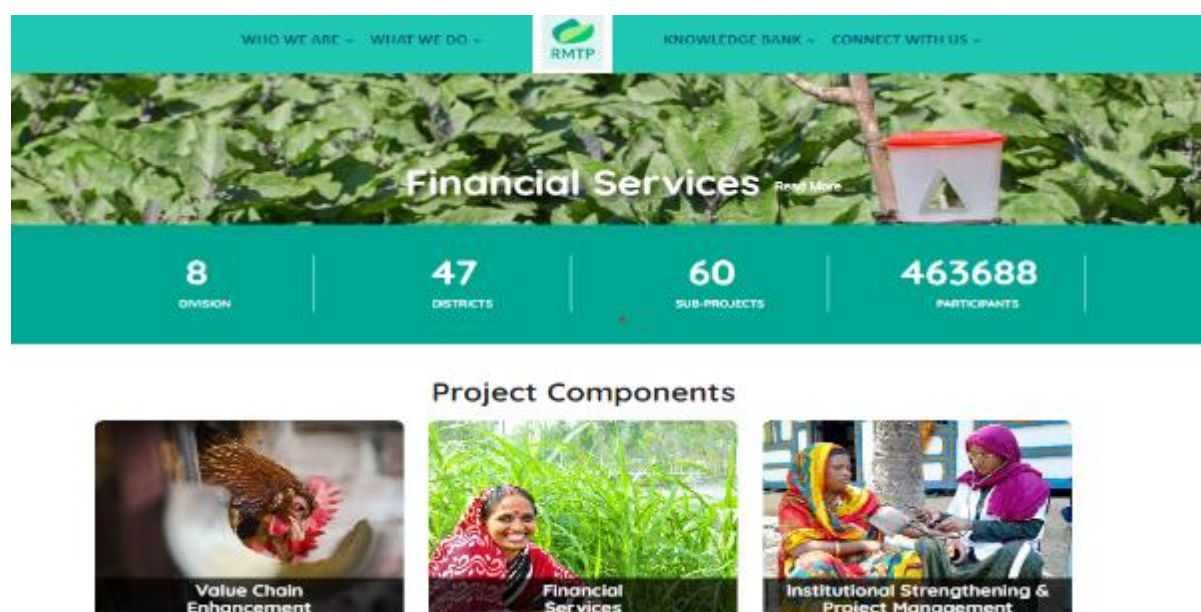 WHO WE ARE WHAT WE DO RMTP KNOWLEDGE BANK CONNECT WITH US
Financial Services Read More
8 47 60 463688
DIVISION DISTRICTS SUB-PROJECTS PARTICIPANTS
Project Components
Value Chain
Enhancement
Financial
Services
Institutional Strengthening &
Project Management